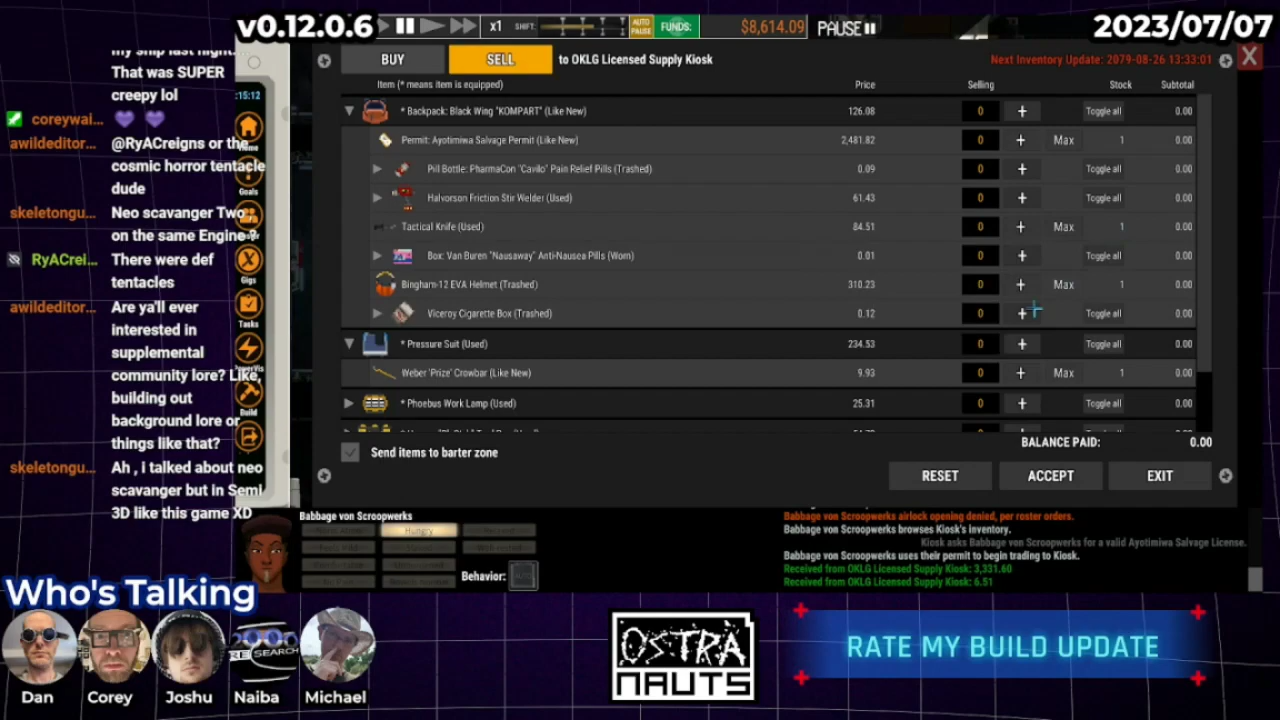 v0.12.0.6
x1
SHIFT:
AUTO PAUSE
FUNDS:
$8,614.09
PAUSE
2023/07/07
my ship last night...
That was SUPER
creepy lol
coreywai...
awildeditor... @RyACreigns or the
cosmic horror tentacle
dude
skeletongu... Neo scavanger Two
on the same Engine ?
RyACrei... There were def
tentacles
awildeditor... Are ya'll ever
interested in
supplemental
community lore? Like,
building out
background lore or
things like that?
skeletongu... Ah , i talked about neo
scavanger but in Semi
3D like this game XD
:15:12
Goals
Gigs
Tasks
Build
BUY
SELL
to OKLG Licensed Supply Kiosk
Next Inventory Update: 2079-08-26 13:33:01
X
Item (* means item is equipped) Price Selling Stock Subtotal
* Backpack: Black Wing "KOMPART" (Like New) 126.08 0 + Toggle all 0.00
Permit: Ayotimiwa Salvage Permit (Like New) 2,481.82 0 + Max 1 0.00
Pill Bottle: PharmaCon "Cavilo" Pain Relief Pills (Trashed) 0.09 0 + Toggle all 0.00
Halvorson Friction Stir Welder (Used) 61.43 0 + Toggle all 0.00
Tactical Knife (Used) 84.51 0 + Max 1 0.00
Box: Van Buren "Nausaway" Anti-Nausea Pills (Worn) 0.01 0 + Toggle all 0.00
Bingham-12 EVA Helmet (Trashed) 310.23 0 + Max 1 0.00
Viceroy Cigarette Box (Trashed) 0.12 0 + Toggle all 0.00
* Pressure Suit (Used) 234.53 0 + Toggle all 0.00
Weber 'Prize' Crowbar (Like New) 9.93 0 + Max 1 0.00
* Phoebus Work Lamp (Used) 25.31 0 + Toggle all 0.00
BALANCE PAID: 0.00
Send items to barter zone
RESET
ACCEPT
EXIT
Babbage von Scroopwerks
Hungry
Behavior:
Babbage von Scroopwerks airlock opening denied, per roster orders.
Babbage von Scroopwerks browses Kiosk's inventory.
Kiosk asks Babbage von Scroopwerks for a valid Ayotimiwa Salvage License.
Babbage von Scroopwerks uses their permit to begin trading to Kiosk.
Received from OKLG Licensed Supply Kiosk: 3,331.60
Received from OKLG Licensed Supply Kiosk: 6.51
Who's Talking
RE SEARCH
Dan
Corey
Joshu
Naiba
Michael
OSTRA
NAUTS
RATE MY BUILD UPDATE